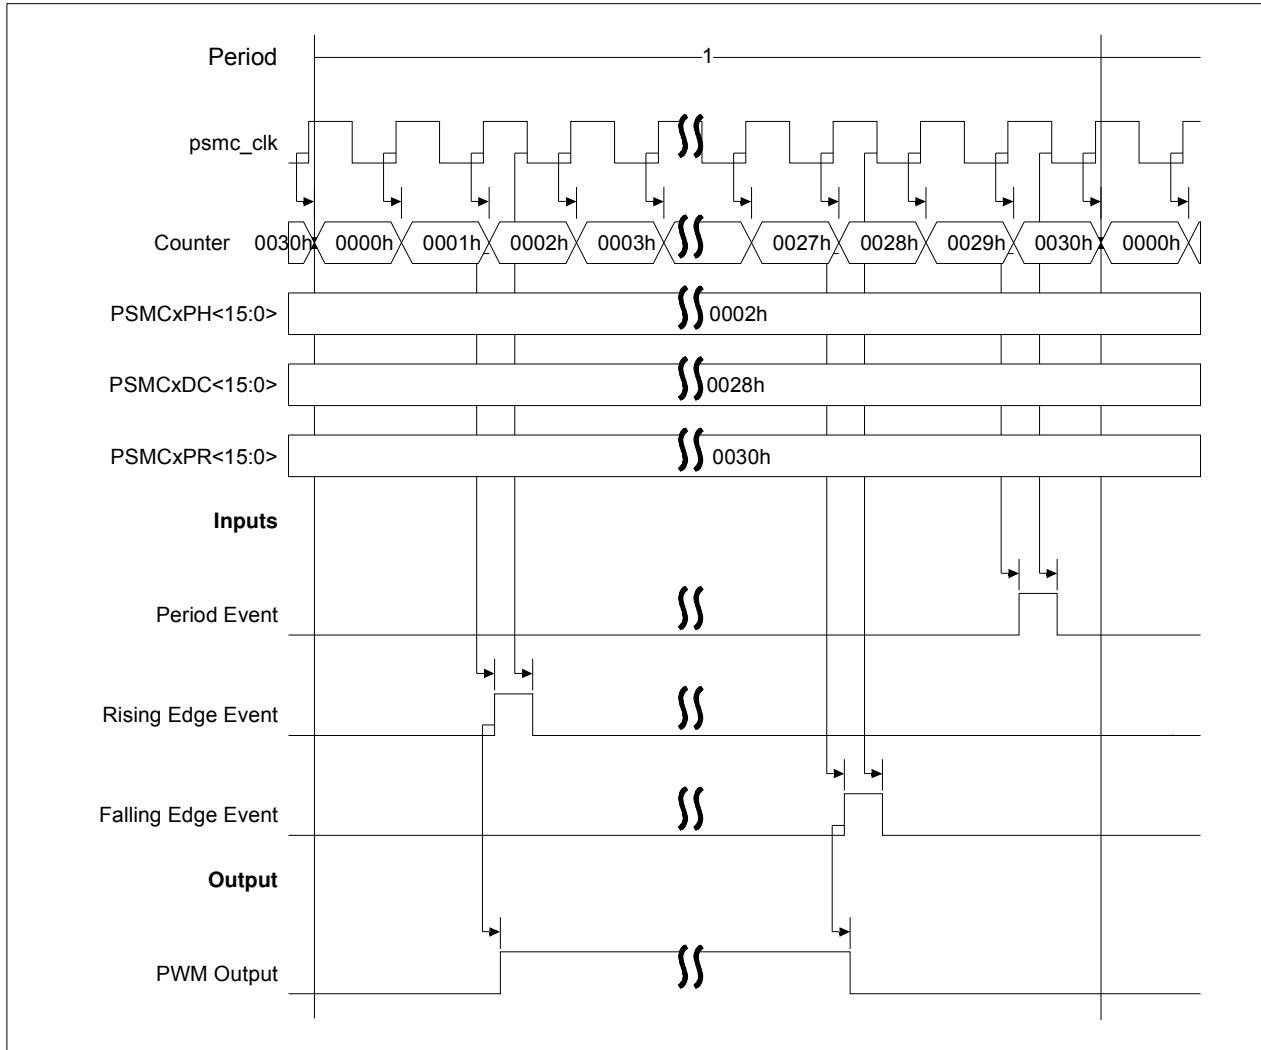 Period 1
psmc_clk
Counter 0030h 0000h 0001h 0002h 0003h 0027h 0028h 0029h 0030h 0000h
PSMCxPH<15:0> 0002h
PSMCxDC<15:0> 0028h
PSMCxPR<15:0> 0030h
Inputs
Period Event
Rising Edge Event
Falling Edge Event
Output
PWM Output